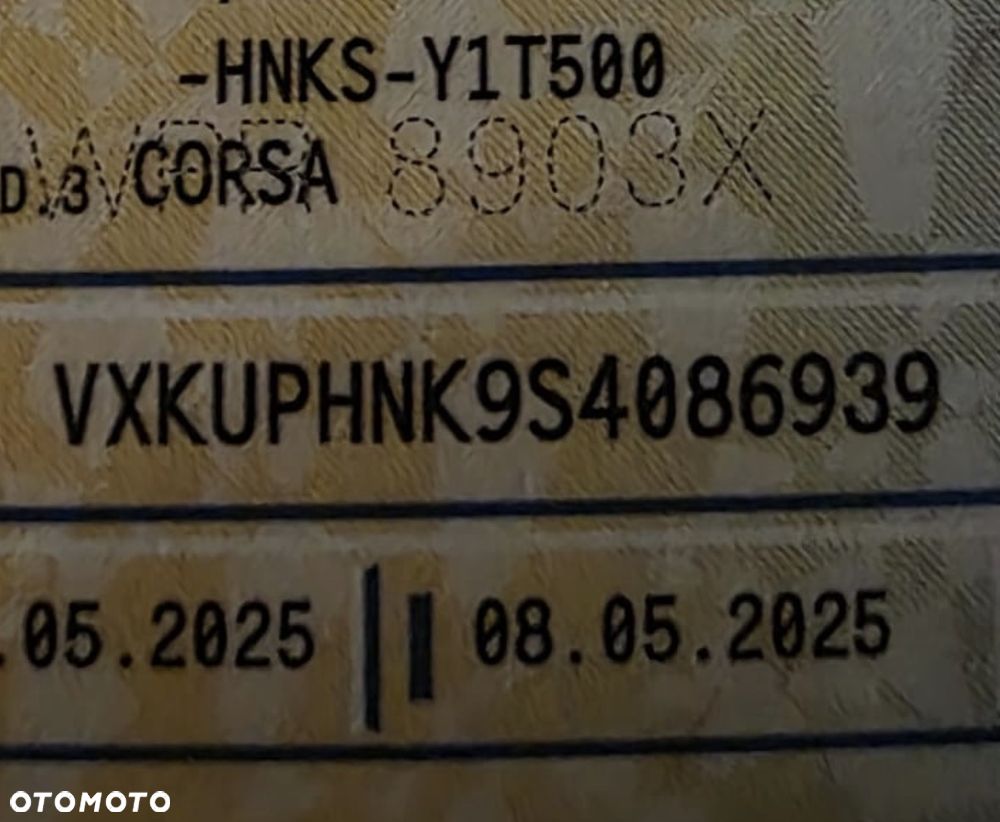 -HNKS-Y1T500
D.3 CORSA 8903X
VXKUPHNK9S4086939
.05.2025 08.05.2025
OTOMOTO